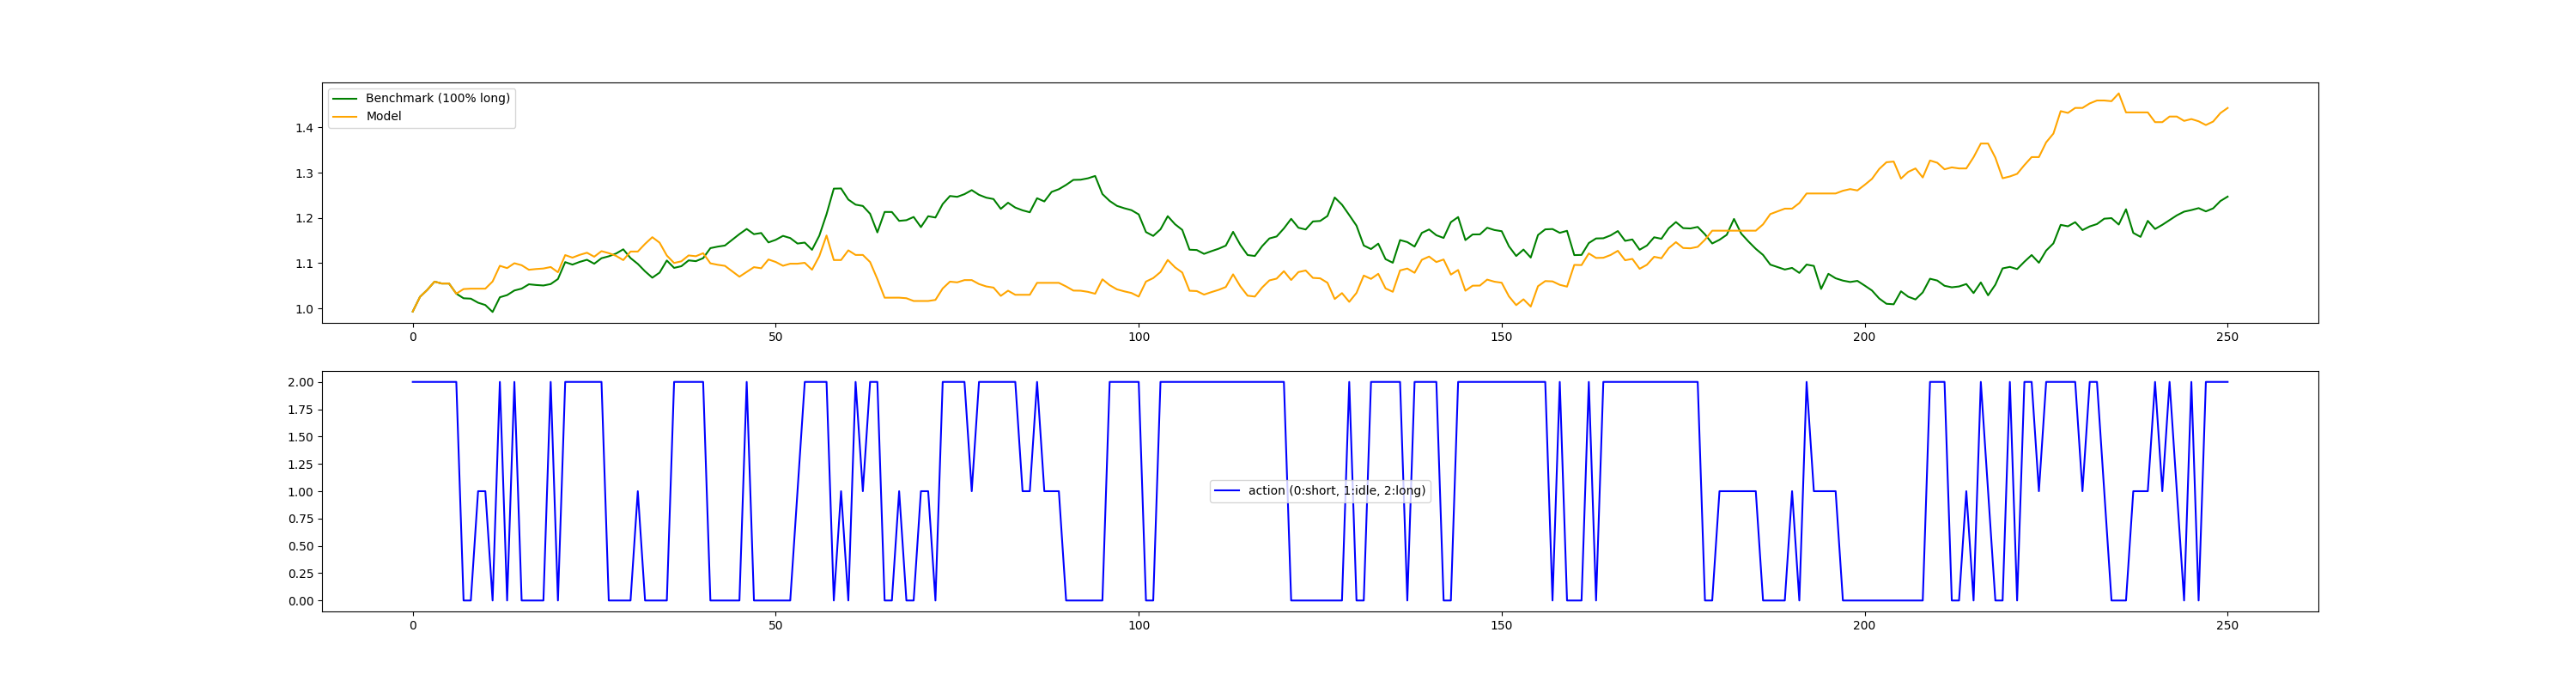 Benchmark (100% long)
Model
1.4
1.3
1.2
1.1
1.0
0 50 100 150 200 250
2.00
1.75
1.50
1.25
1.00
action (0:short, 1:idle, 2:long)
0.75
0.50
0.25
0.00
0 50 100 150 200 250